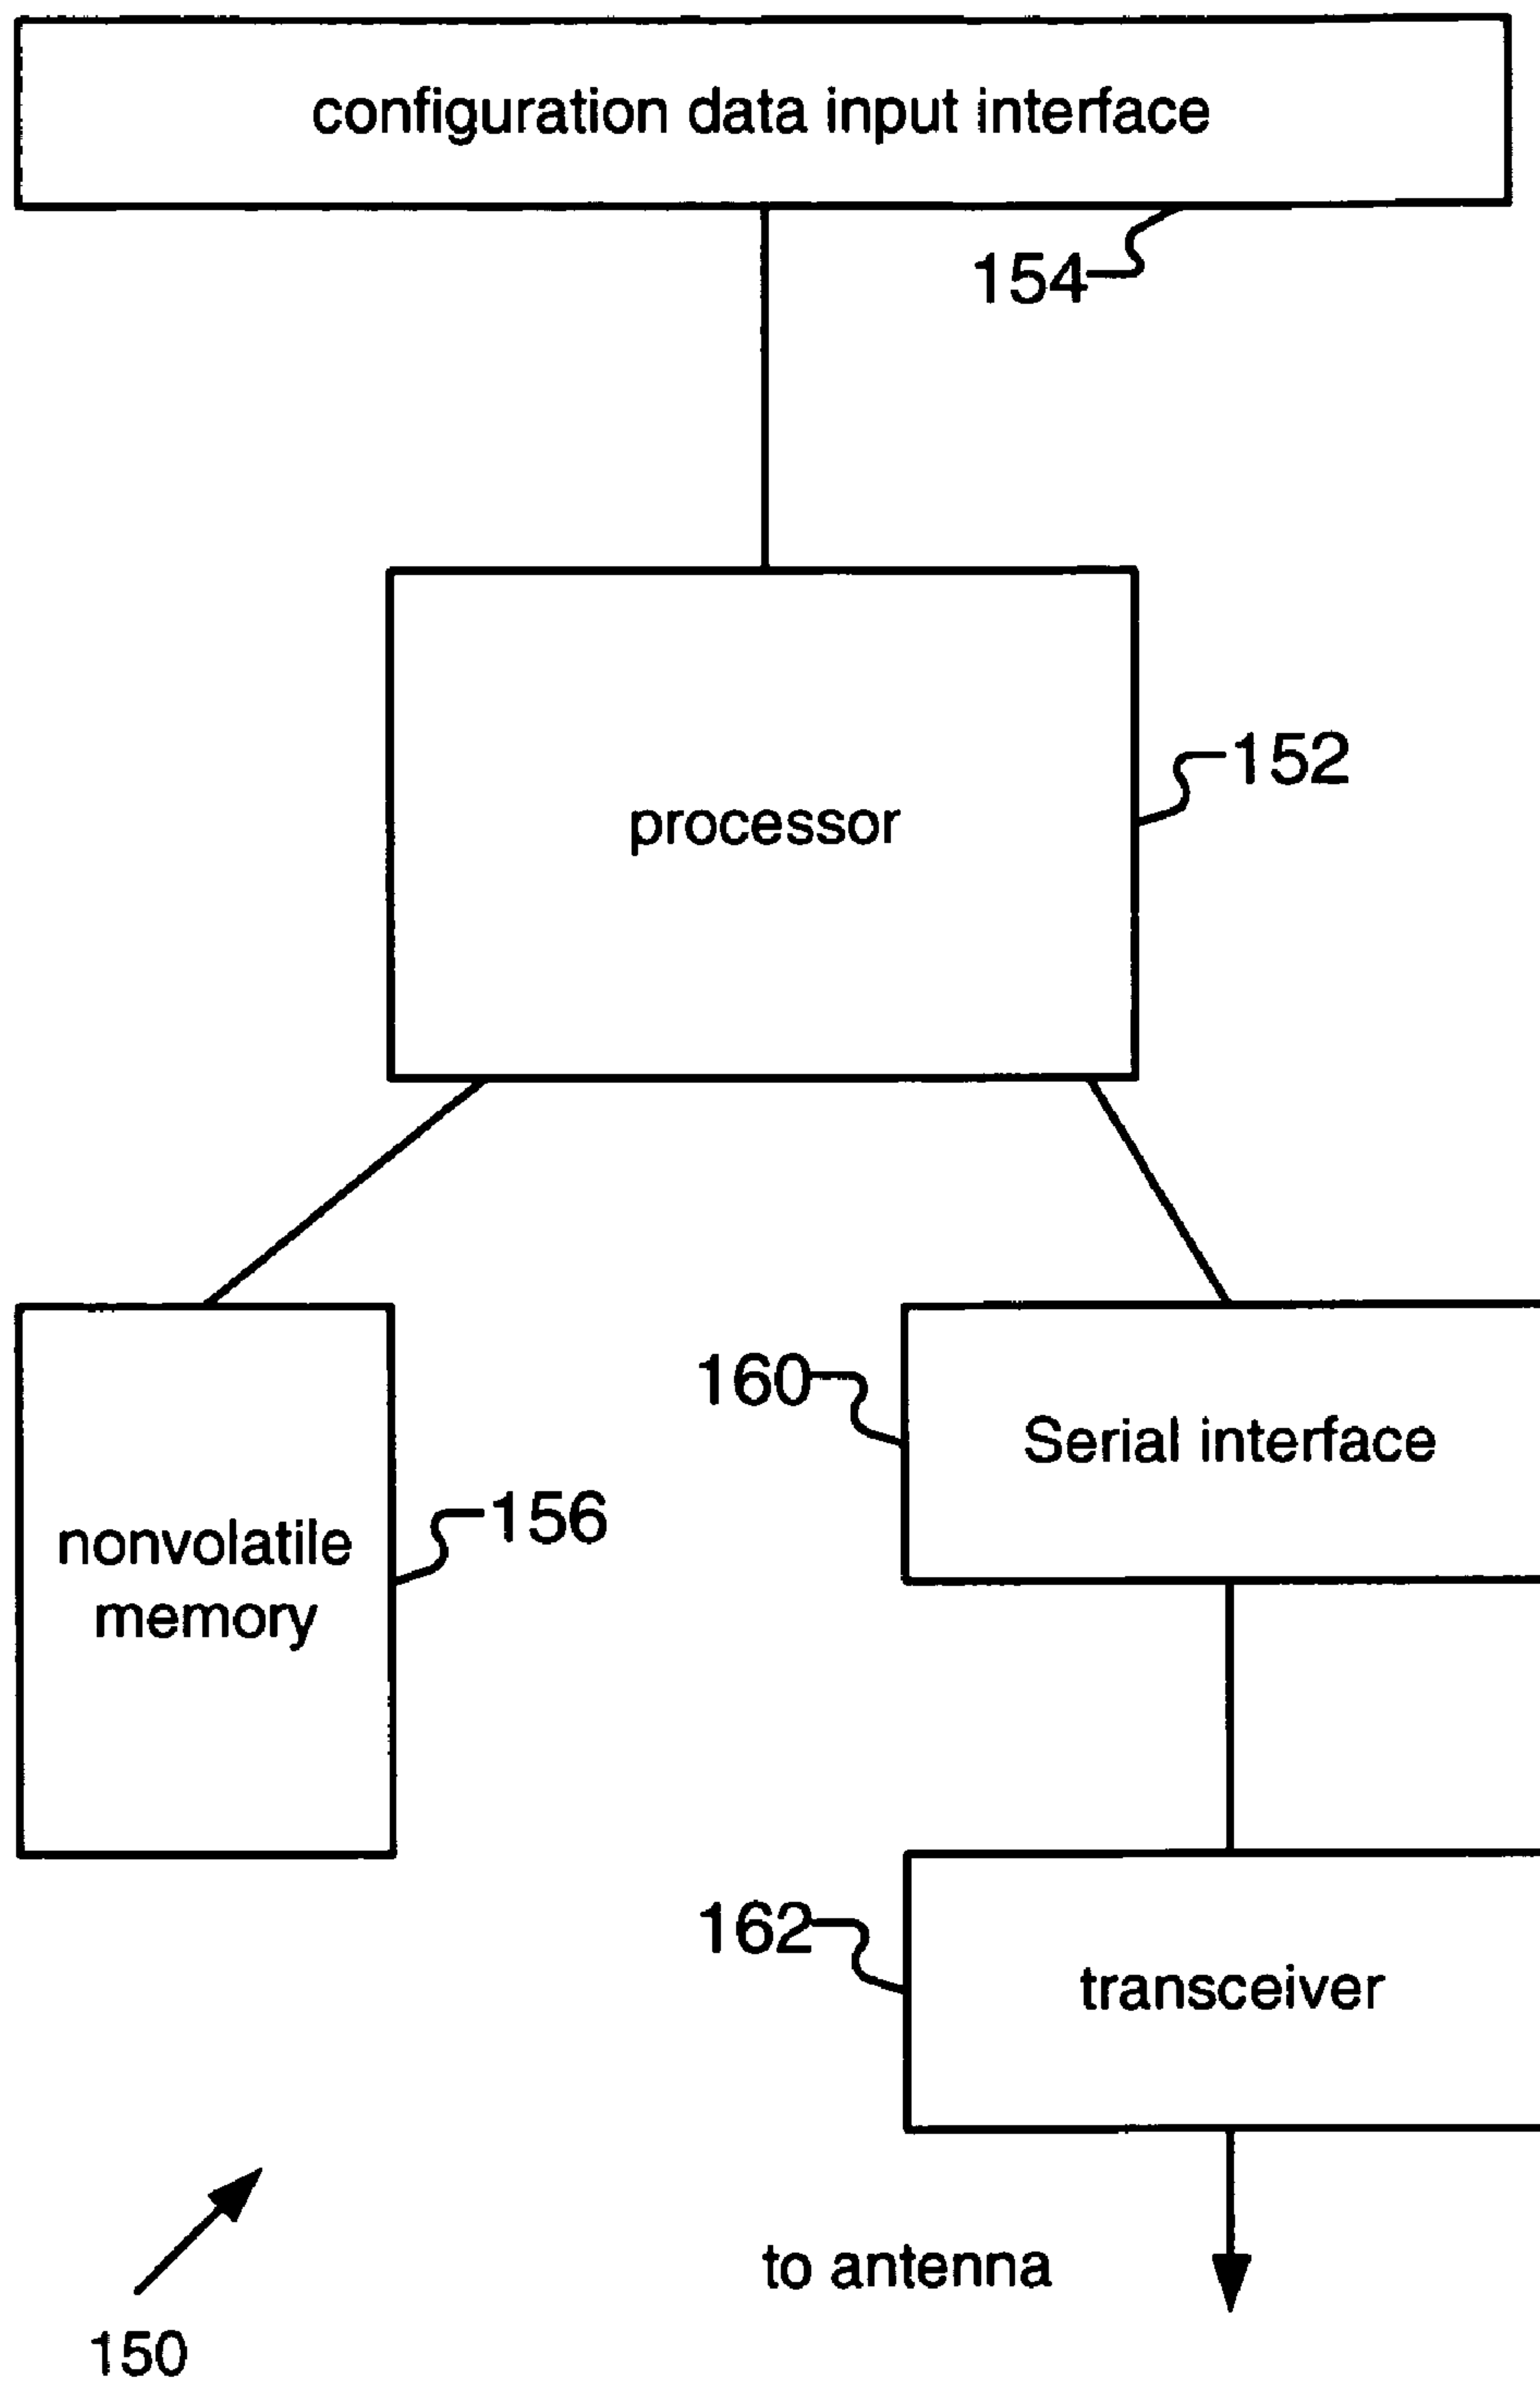 configuration data input interface
154
152
processor
160
Serial interface
156
nonvolatile
memory
162
transceiver
to antenna
150